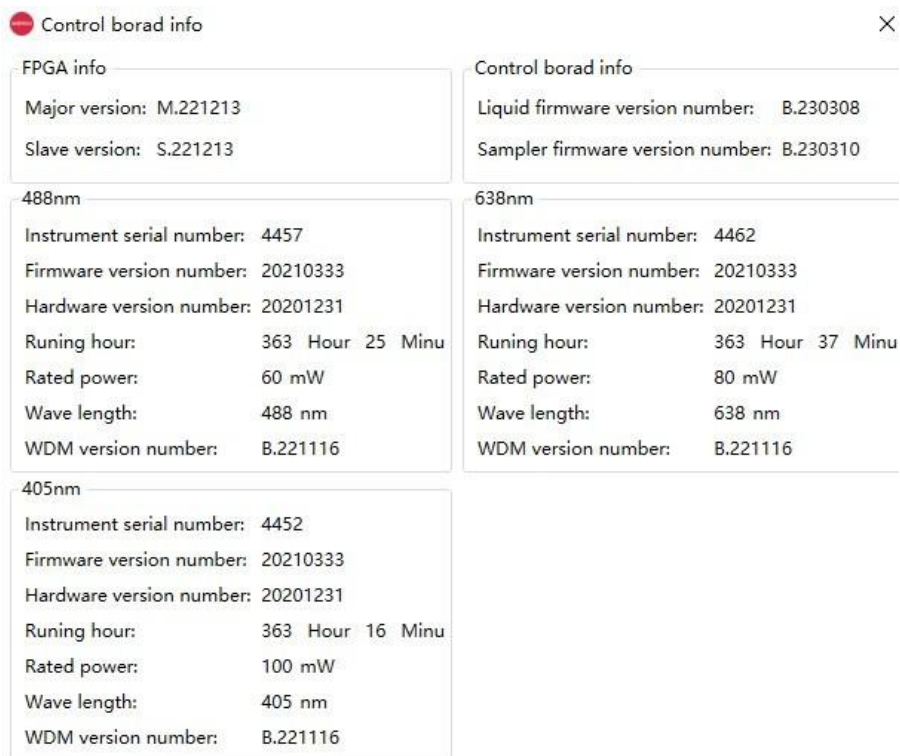 Control borad info
FPGA info
Major version: M.221213
Slave version: S.221213
Control borad info
Liquid firmware version number: B.230308
Sampler firmware version number: B.230310
488nm
Instrument serial number: 4457
Firmware version number: 20210333
Hardware version number: 20201231
Runing hour: 363 Hour 25 Minu
Rated power: 60 mW
Wave length: 488 nm
WDM version number: B.221116
638nm
Instrument serial number: 4462
Firmware version number: 20210333
Hardware version number: 20201231
Runing hour: 363 Hour 37 Minu
Rated power: 80 mW
Wave length: 638 nm
WDM version number: B.221116
405nm
Instrument serial number: 4452
Firmware version number: 20210333
Hardware version number: 20201231
Runing hour: 363 Hour 16 Minu
Rated power: 100 mW
Wave length: 405 nm
WDM version number: B.221116